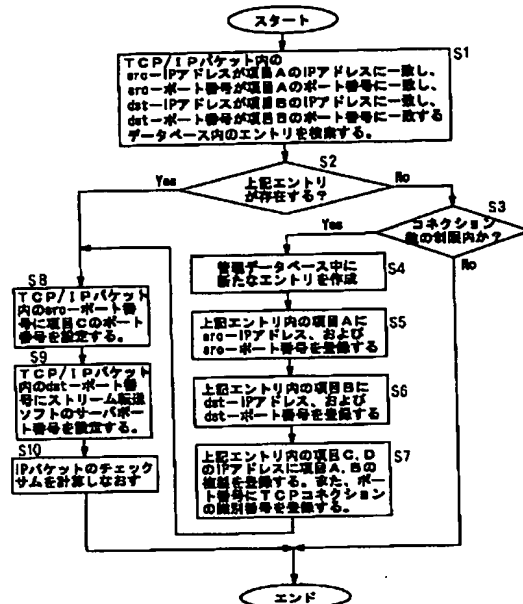 スタート
S1
TCP/IPパケット内の
src-IPアドレスが項目AのIPアドレスに一致し、
src-ポート番号が項目Aのポート番号に一致し、
dst-IPアドレスが項目BのIPアドレスに一致し、
dst-ポート番号が項目Bのポート番号に一致する
データベース内のエントリを検索する。
S2
上記エントリ
が存在する?
Yes
No
S3
コネクション
数の制限内か?
Yes
No
S4
管理データベース中に
新たなエントリを作成
S5
上記エントリ内の項目Aに
src-IPアドレス、および
src-ポート番号を登録する
S6
上記エントリ内の項目Bに
dst-IPアドレス、および
dst-ポート番号を登録する
S7
上記エントリ内の項目C,D
のIPアドレスに項目A,Bの
複製を登録する。また、ポー
ト番号にTCPコネクション
の識別番号を登録する。
S8
TCP/IPパケット
内のsrc-ポート番
号に項目Cのポート
番号を設定する。
S9
TCP/IPパケット
内のdst-ポート番
号にストリーム転送
ソフトのサーバポー
ト番号を設定する。
S10
IPパケットのチェック
サムを計算しなおす
エンド